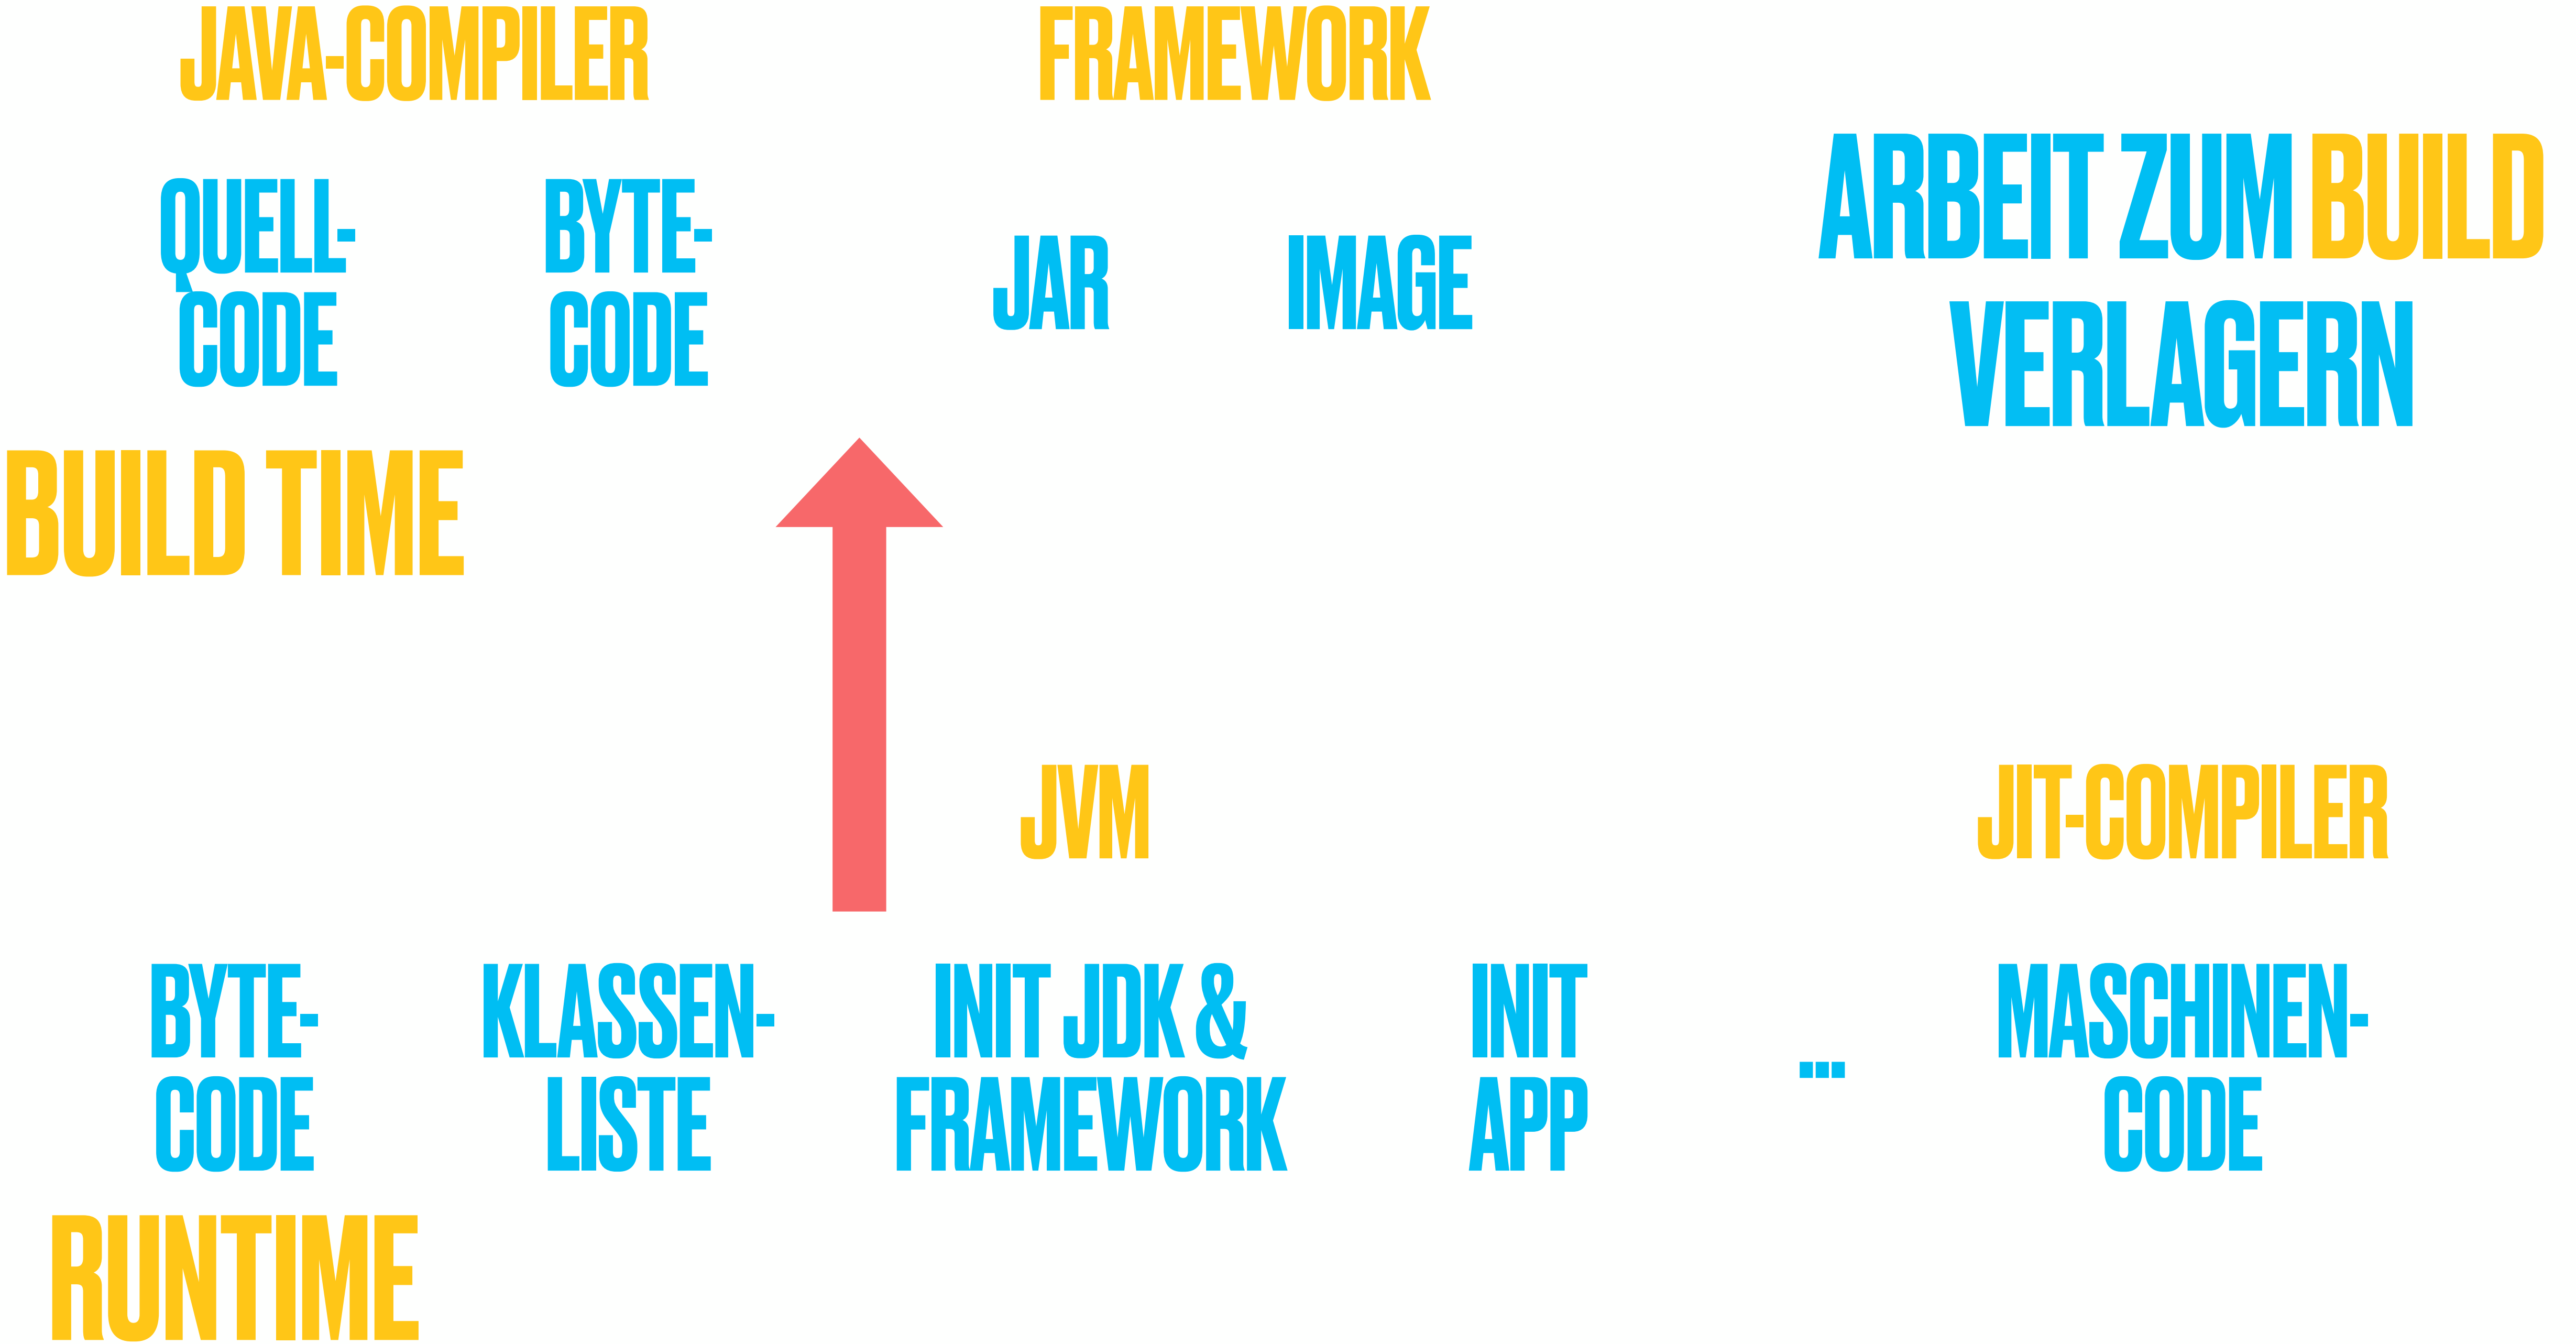 JAVA-COMPILER
FRAMEWORK
QUELL-
CODE
BYTE-
CODE
JAR
IMAGE
ARBEIT ZUM BUILD
VERLAGERN
BUILD TIME
JVM
JIT-COMPILER
BYTE-
CODE
KLASSEN-
LISTE
INIT JDK &
FRAMEWORK
INIT
APP
...
MASCHINEN-
CODE
RUNTIME